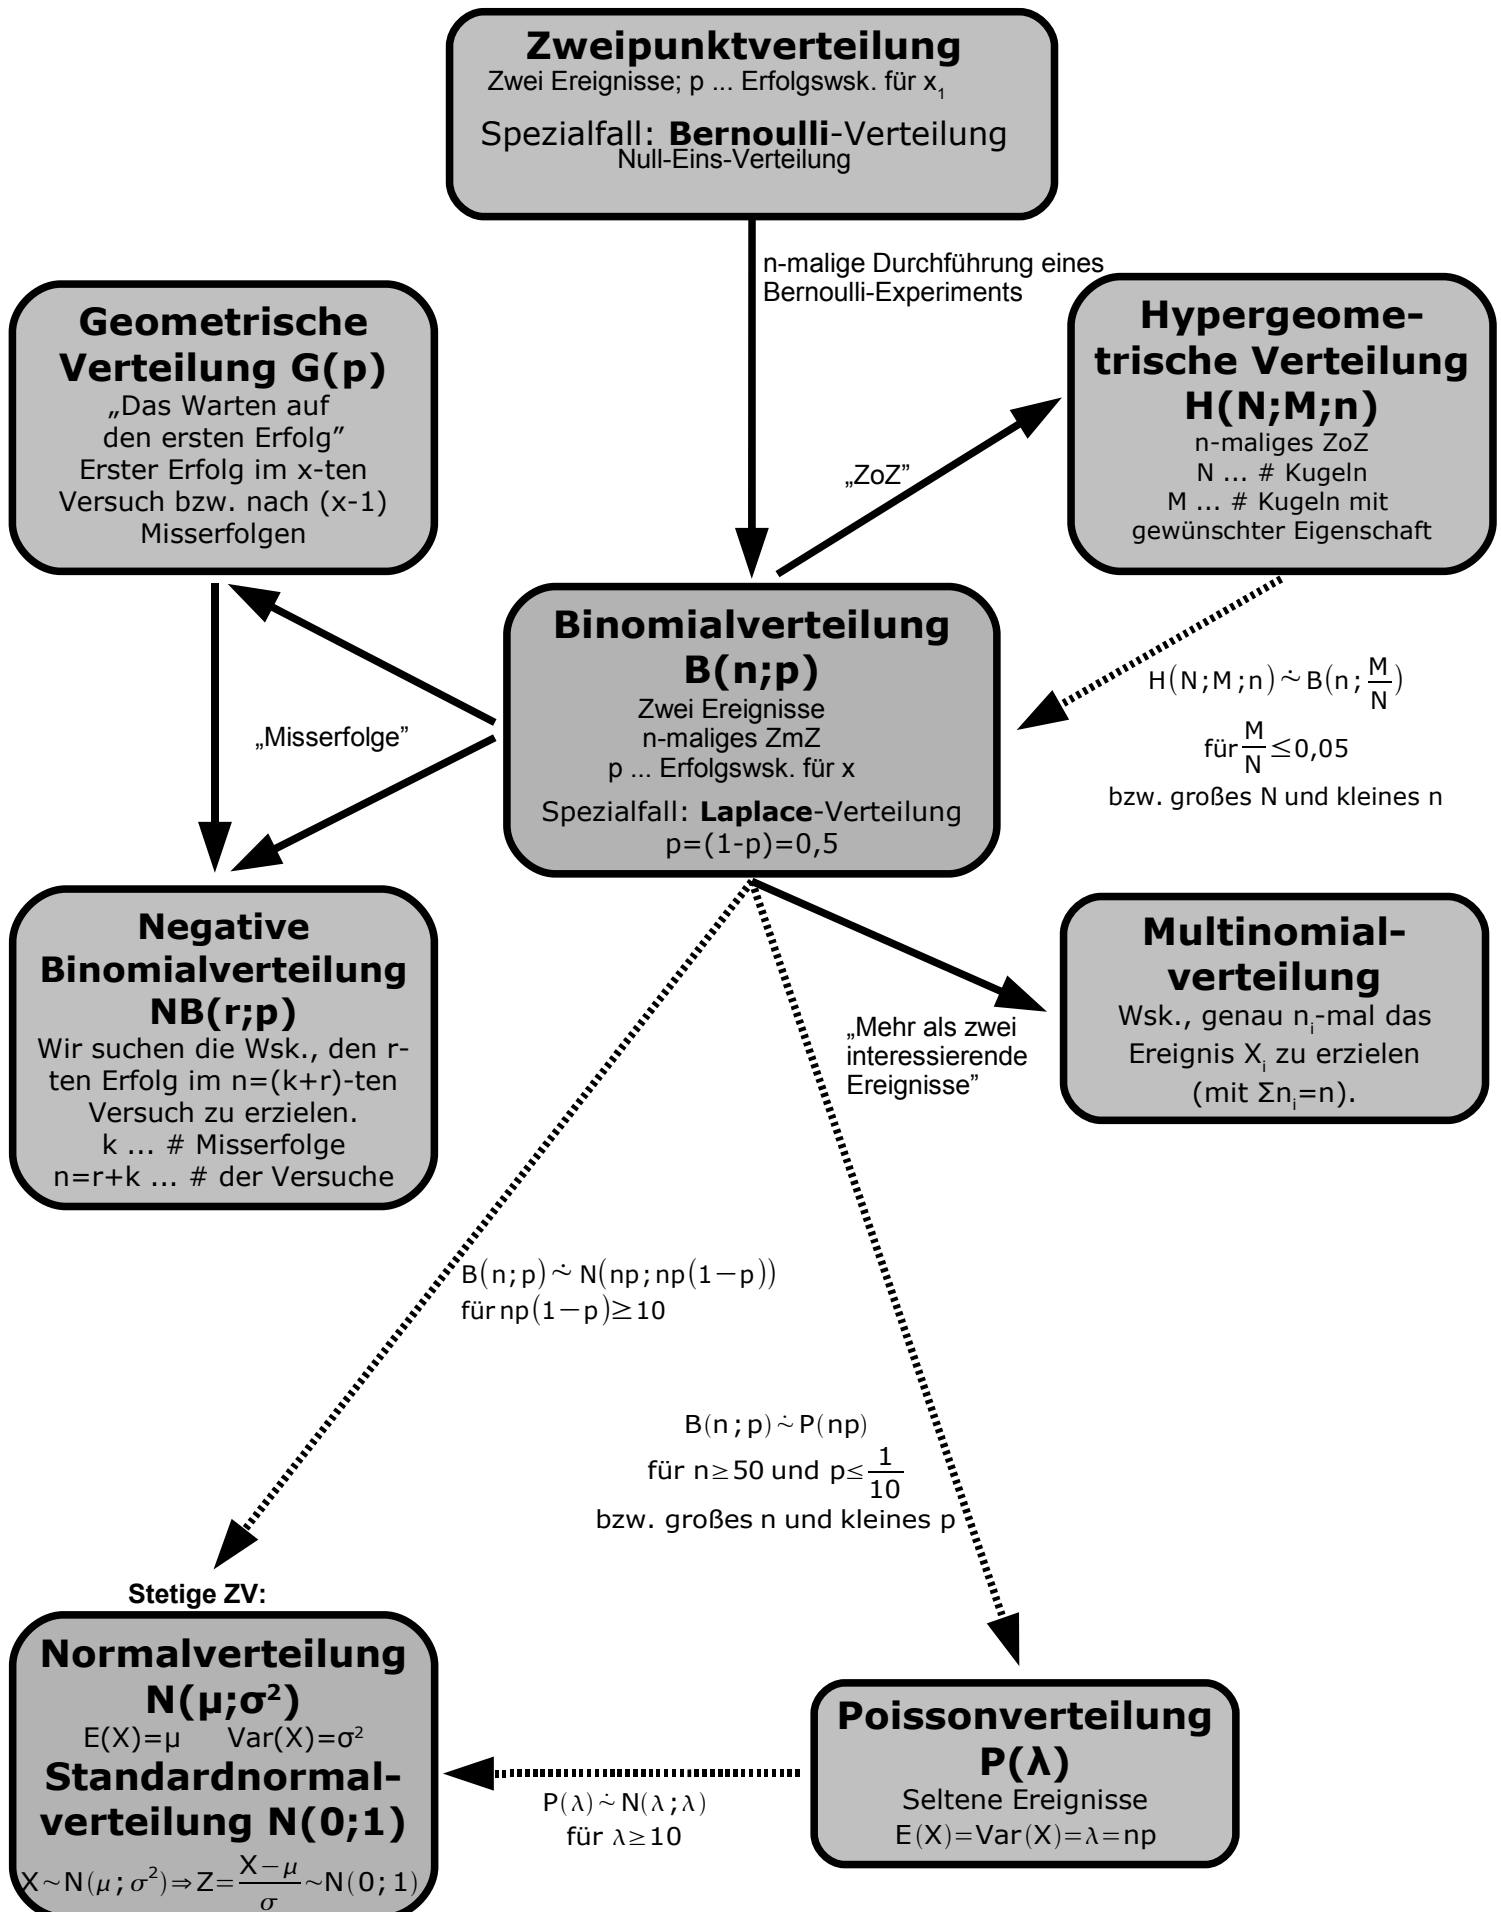 Zweipunktverteilung
Zwei Ereignisse; p ... Erfolgswsk. für x₁
Spezialfall: Bernoulli-Verteilung
Null-Eins-Verteilung
n-malige Durchführung eines
Bernoulli-Experiments
Geometrische
Verteilung G(p)
„Das Warten auf
den ersten Erfolg”
Erster Erfolg im x-ten
Versuch bzw. nach (x-1)
Misserfolgen
Hypergeome-
trische Verteilung
H(N;M;n)
n-maliges ZoZ
N ... # Kugeln
M ... # Kugeln mit
gewünschter Eigenschaft
„ZoZ”
Binomialverteilung
B(n;p)
Zwei Ereignisse
n-maliges ZmZ
p ... Erfolgswsk. für x
Spezialfall: Laplace-Verteilung
p=(1-p)=0,5
„Misserfolge”
H(N;M;n) ∼̇ B(n; M/N)
für M/N ≤0,05
bzw. großes N und kleines n
Negative
Binomialverteilung
NB(r;p)
Wir suchen die Wsk., den r-
ten Erfolg im n=(k+r)-ten
Versuch zu erzielen.
k ... # Misserfolge
n=r+k ... # der Versuche
„Mehr als zwei
interessierende
Ereignisse”
Multinomial-
verteilung
Wsk., genau nᵢ-mal das
Ereignis Xᵢ zu erzielen
(mit Σnᵢ=n).
B(n;p) ∼̇ N(np;np(1−p))
für np(1−p)≥10
B(n;p) ∼̇ P(np)
für n≥50 und p≤ 1/10
bzw. großes n und kleines p
Stetige ZV:
Normalverteilung
N(μ;σ²)
E(X)=μ Var(X)=σ²
Standardnormal-
verteilung N(0;1)
X∼N(μ;σ²)⇒Z= (X−μ)/σ ∼N(0;1)
P(λ) ∼̇ N(λ;λ)
für λ≥10
Poissonverteilung
P(λ)
Seltene Ereignisse
E(X)=Var(X)=λ=np